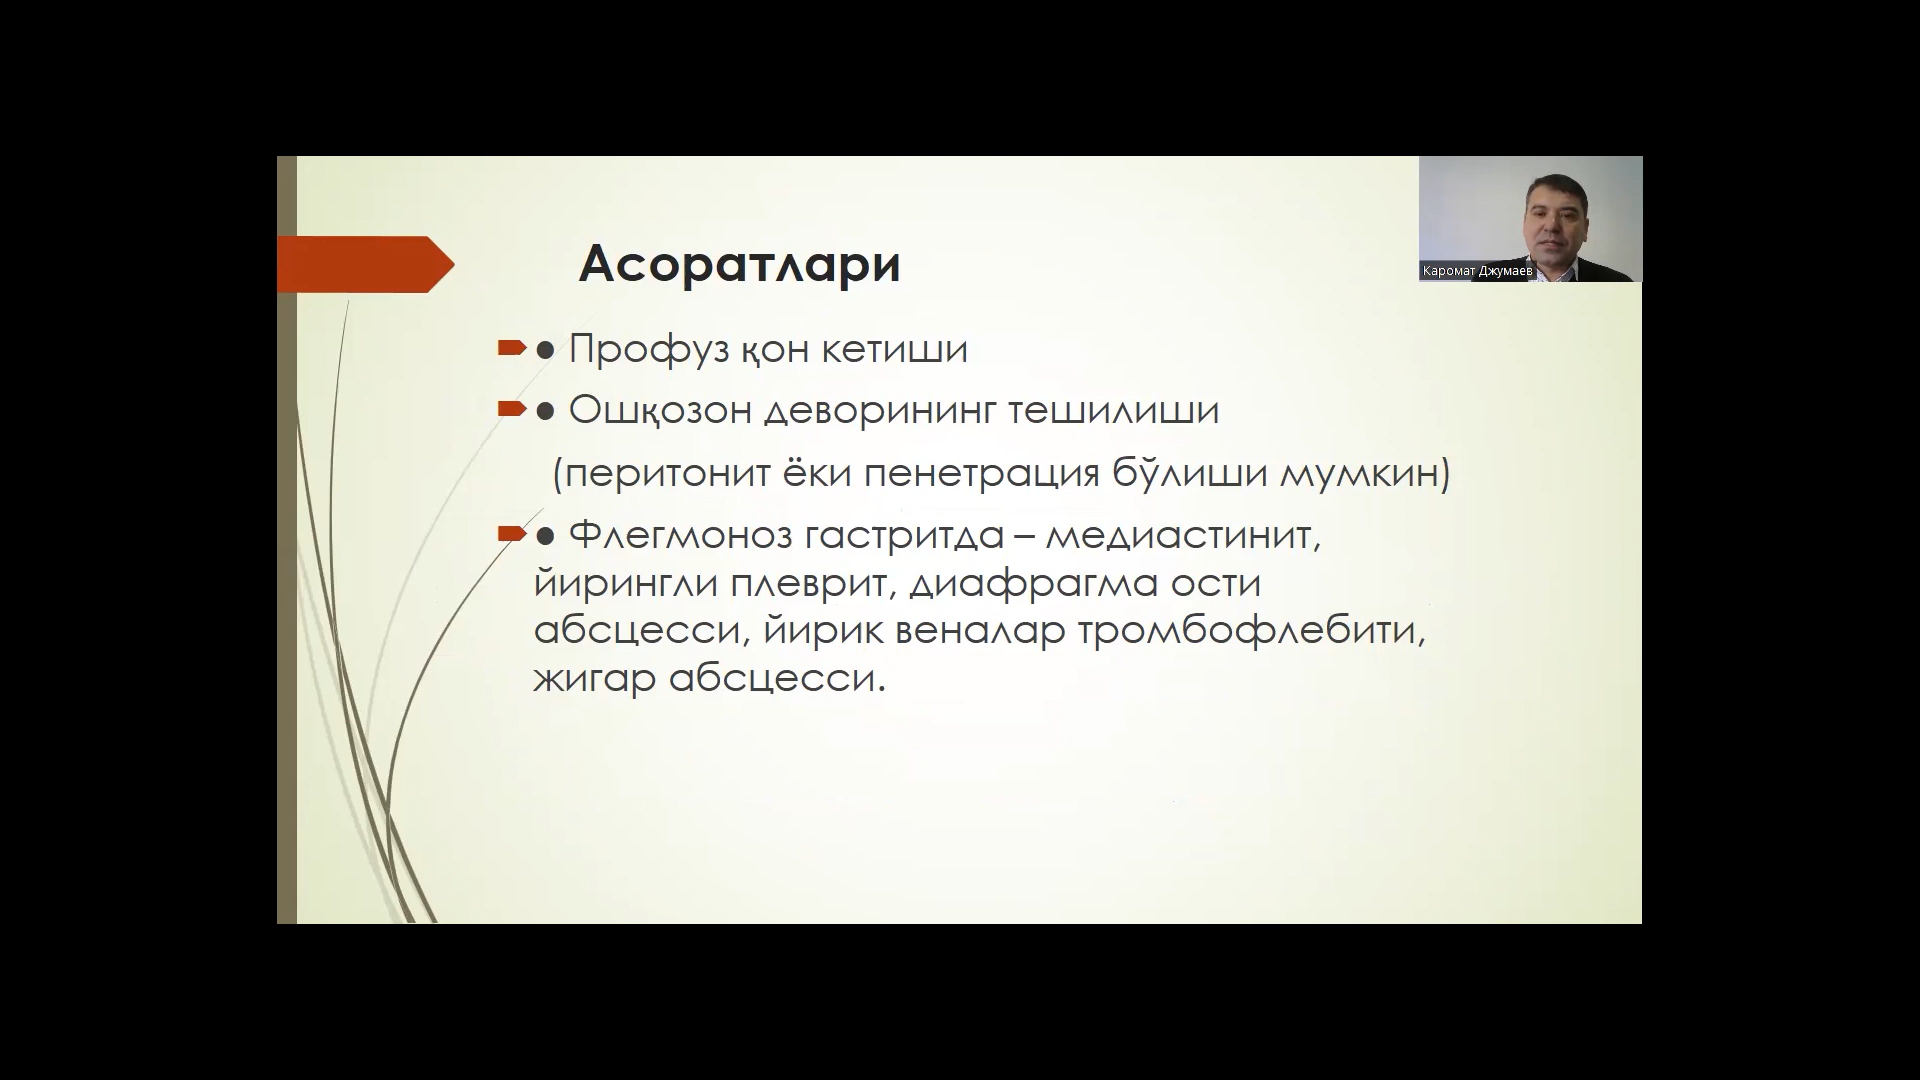 Асоратлари
Каромат Джумаев
● Профуз қон кетиши
● Ошқозон деворининг тешилиши
(перитонит ёки пенетрация бўлиши мумкин)
● Флегмоноз гастритда – медиастинит,
йирингли плеврит, диафрагма ости
абсцесси, йирик веналар тромбофлебити,
жигар абсцесси.